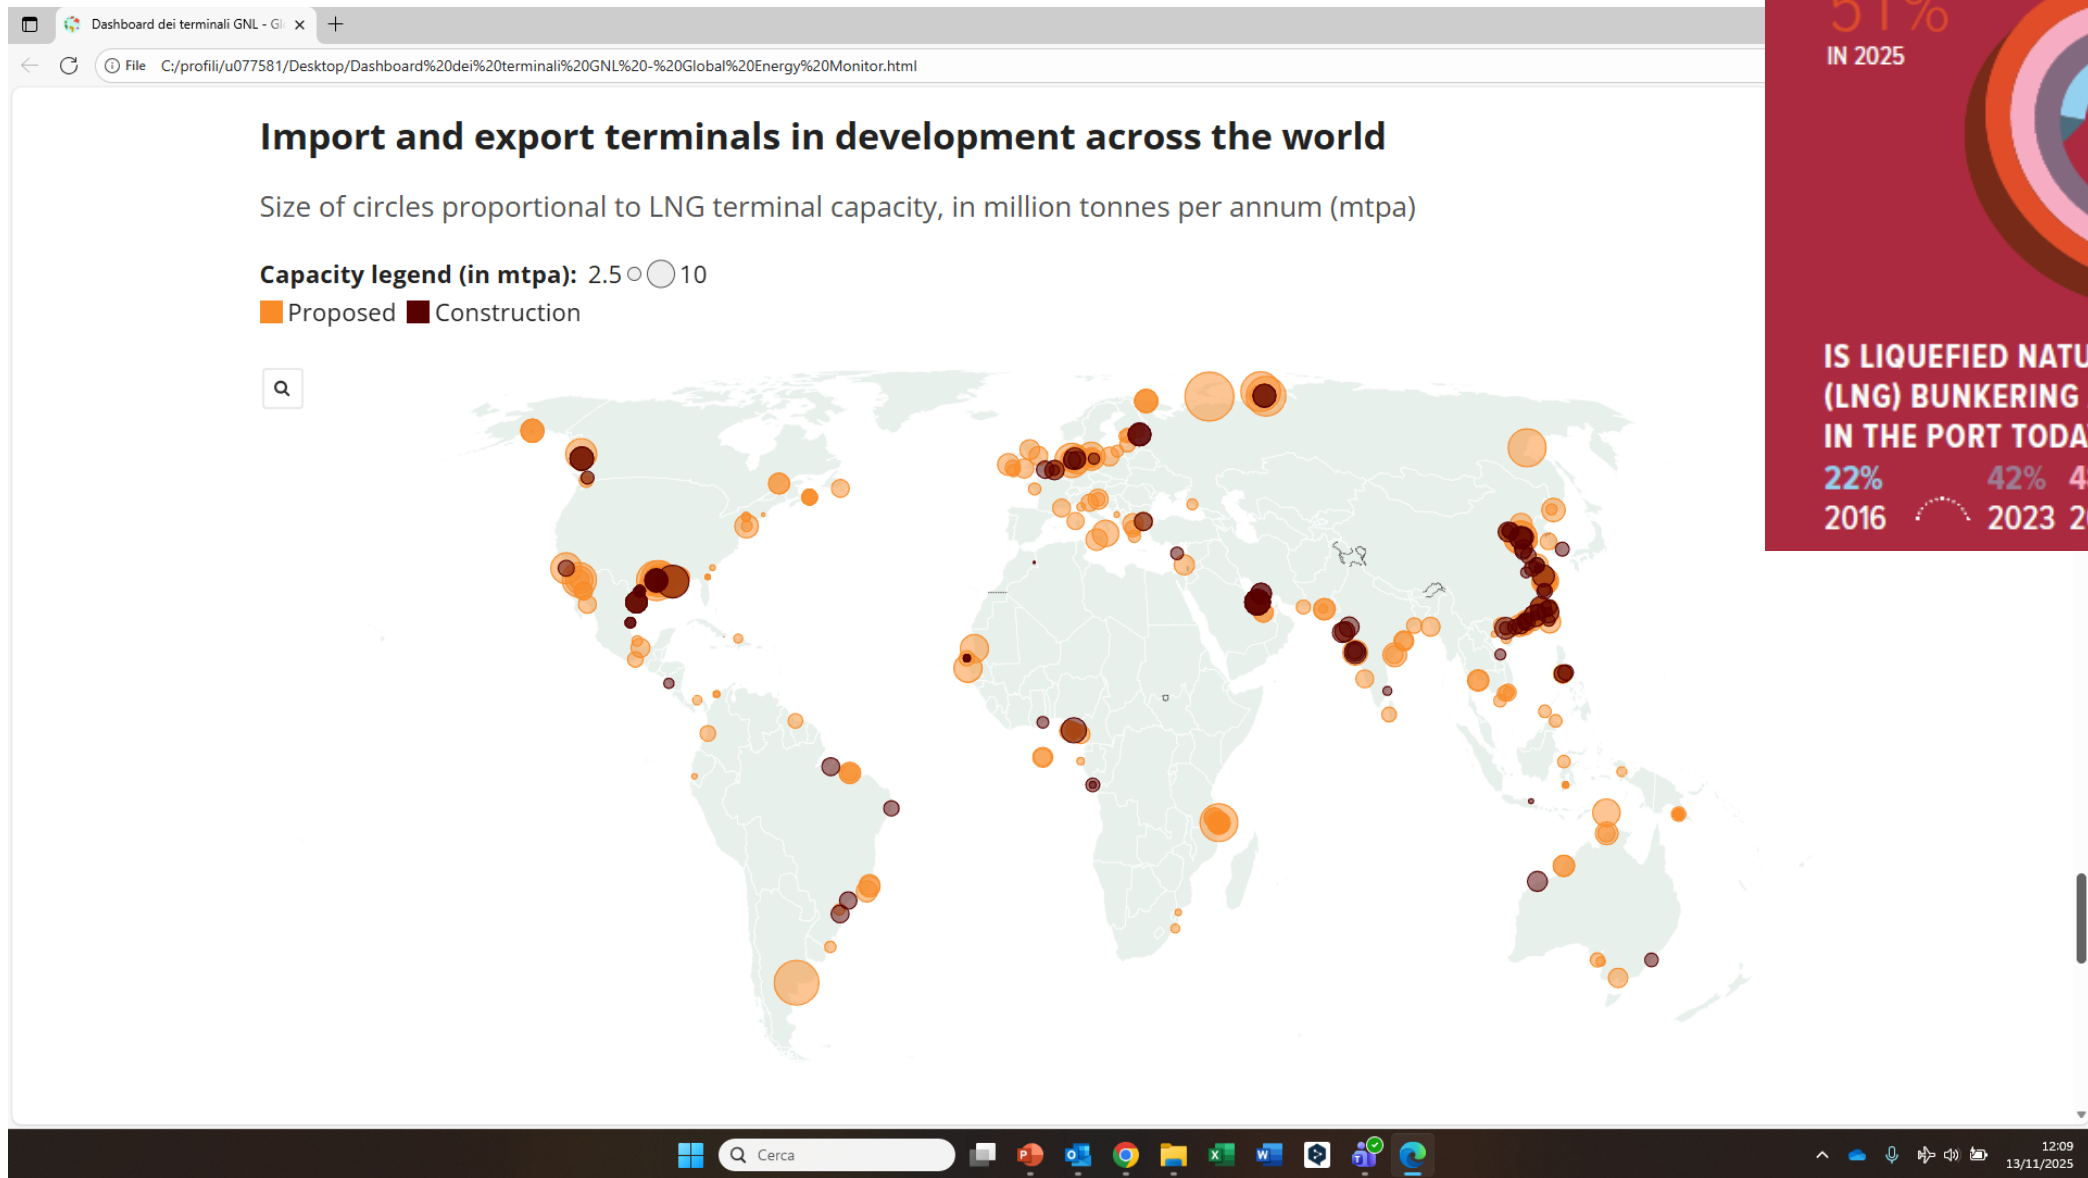 Dashboard dei terminali GNL - Gl
File C:/profili/u077581/Desktop/Dashboard%20dei%20terminali%20GNL%20-%20Global%20Energy%20Monitor.html
Import and export terminals in development across the world
Size of circles proportional to LNG terminal capacity, in million tonnes per annum (mtpa)
Capacity legend (in mtpa): 2.5 10
Proposed Construction
51%
IN 2025
IS LIQUEFIED NATU
(LNG) BUNKERING
IN THE PORT TODA
22% 42% 4
2016 2023 2
Cerca
12:09
13/11/2025